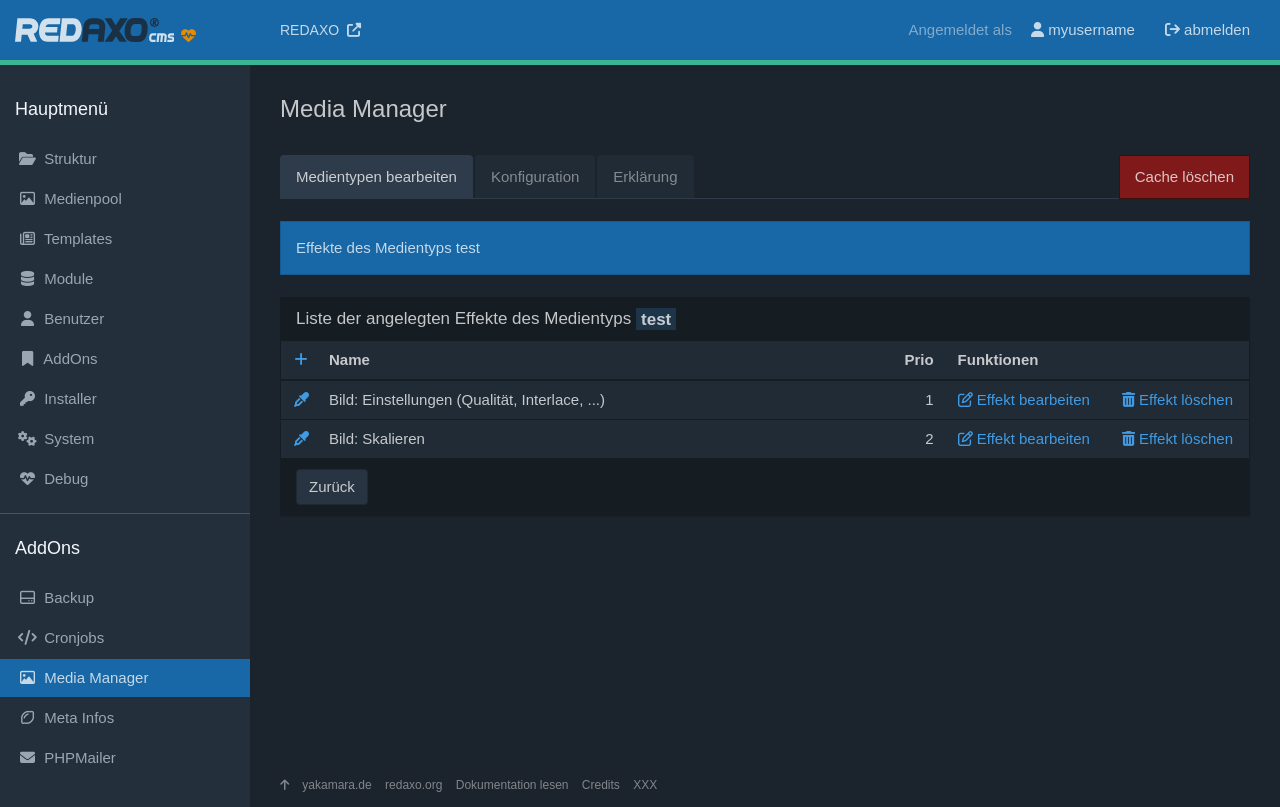 REDAXO® cms
REDAXO
Angemeldet als myusername abmelden
Hauptmenü
Struktur
Medienpool
Templates
Module
Benutzer
AddOns
Installer
System
Debug
AddOns
Backup
Cronjobs
Media Manager
Meta Infos
PHPMailer
Media Manager
Medientypen bearbeiten Konfiguration Erklärung Cache löschen
Effekte des Medientyps test
Liste der angelegten Effekte des Medientyps test
Name Prio Funktionen
Bild: Einstellungen (Qualität, Interlace, ...) 1 Effekt bearbeiten Effekt löschen
Bild: Skalieren 2 Effekt bearbeiten Effekt löschen
Zurück
yakamara.de redaxo.org Dokumentation lesen Credits XXX